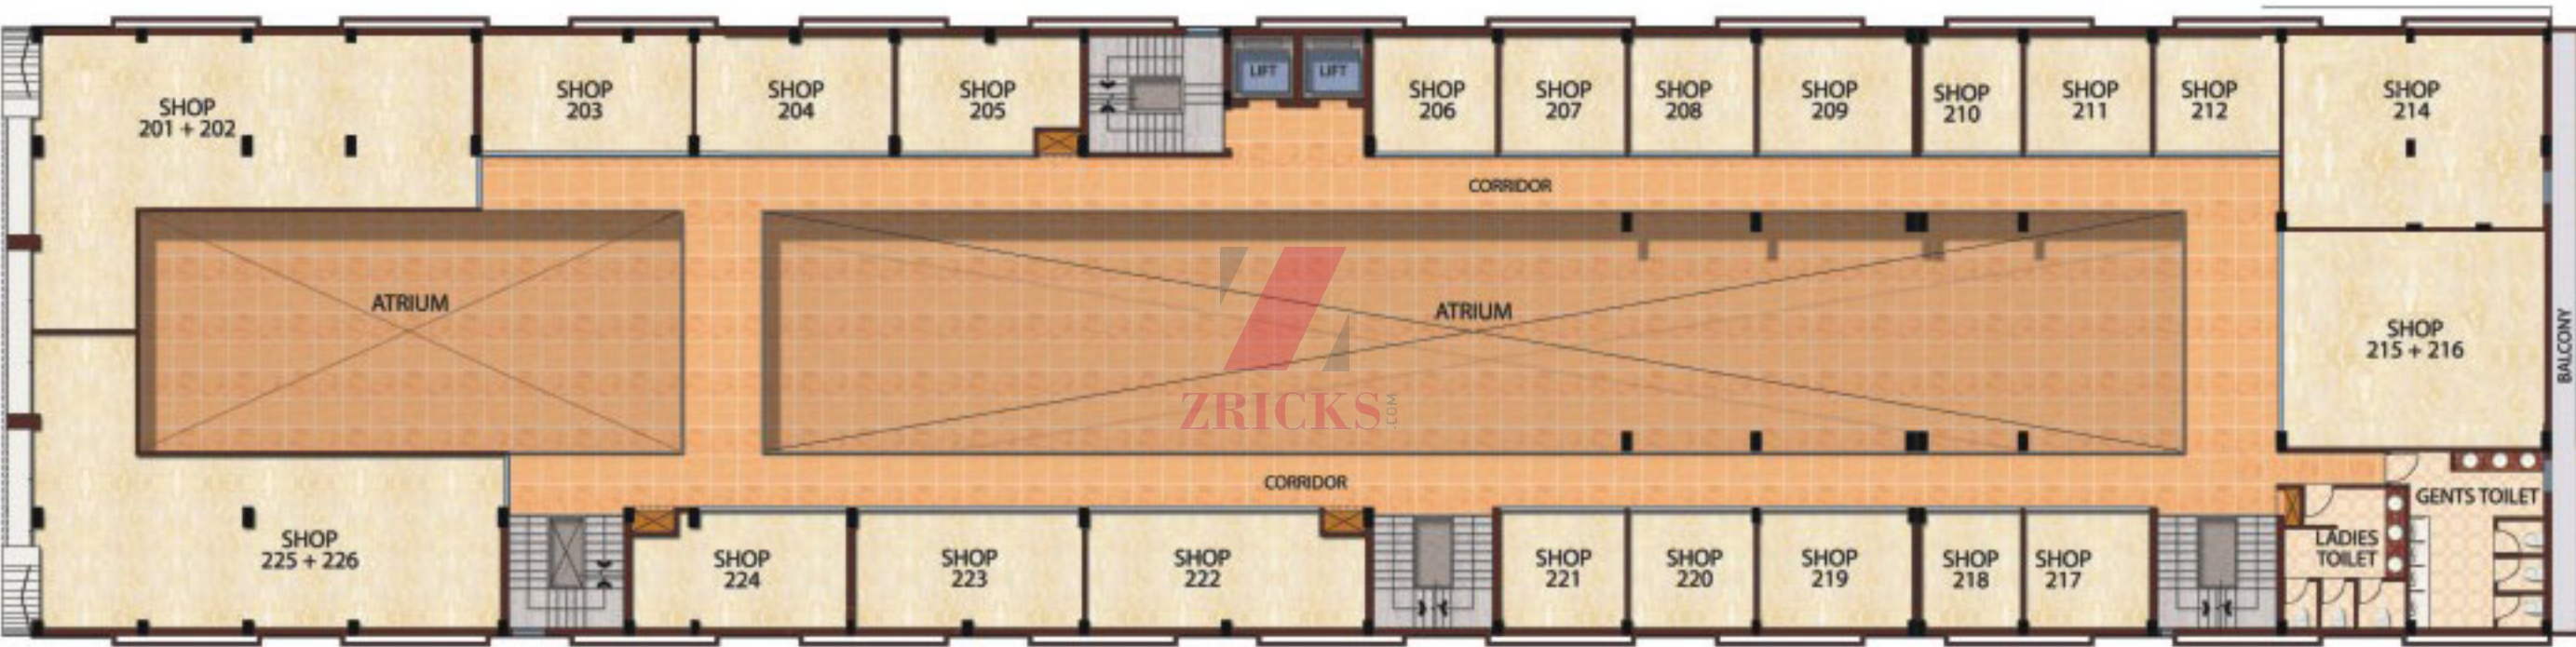 SHOP
201 + 202
SHOP
203
SHOP
204
SHOP
205
LIFT
LIFT
SHOP
206
SHOP
207
SHOP
208
SHOP
209
SHOP
210
SHOP
211
SHOP
212
SHOP
214
CORRIDOR
ATRIUM
ATRIUM
SHOP
215 + 216
BALCONY
ZRICKS.COM
CORRIDOR
GENTS TOILET
LADIES
TOILET
SHOP
225 + 226
SHOP
224
SHOP
223
SHOP
222
SHOP
221
SHOP
220
SHOP
219
SHOP
218
SHOP
217